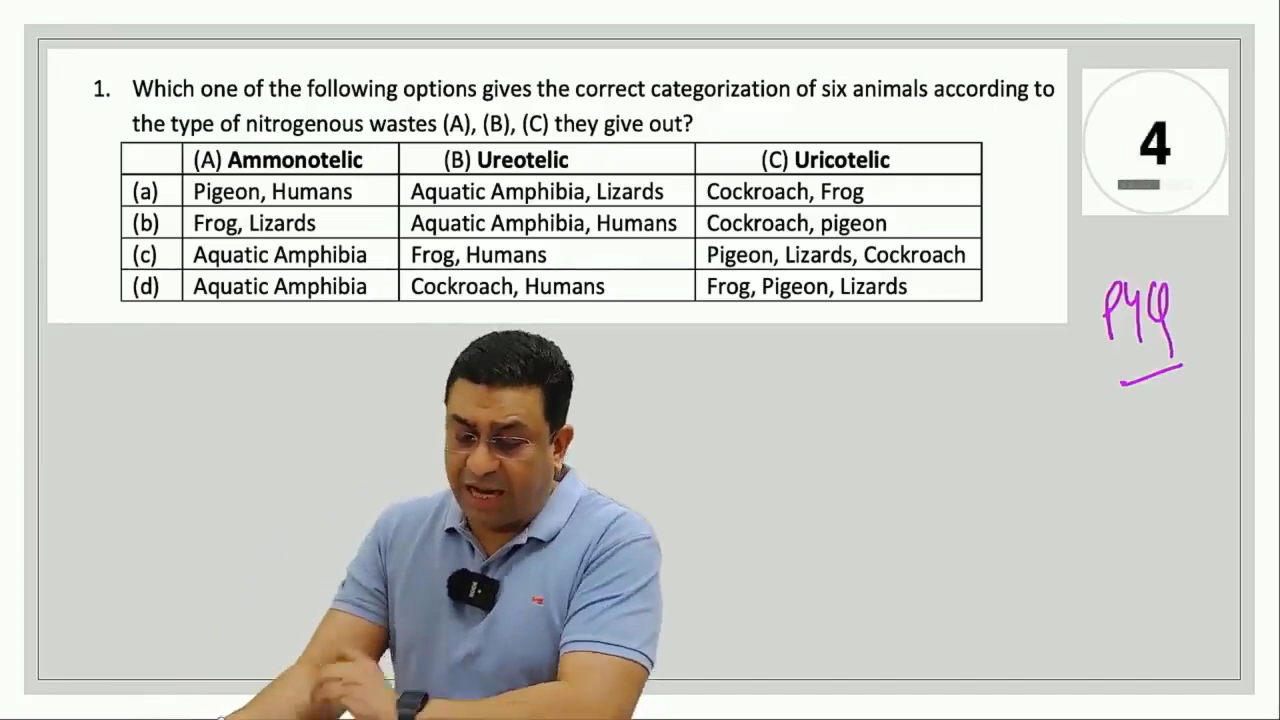 1. Which one of the following options gives the correct categorization of six animals according to
the type of nitrogenous wastes (A), (B), (C) they give out?
(A) Ammonotelic (B) Ureotelic (C) Uricotelic
(a) Pigeon, Humans Aquatic Amphibia, Lizards Cockroach, Frog
(b) Frog, Lizards Aquatic Amphibia, Humans Cockroach, pigeon
(c) Aquatic Amphibia Frog, Humans Pigeon, Lizards, Cockroach
(d) Aquatic Amphibia Cockroach, Humans Frog, Pigeon, Lizards
4
PYQ